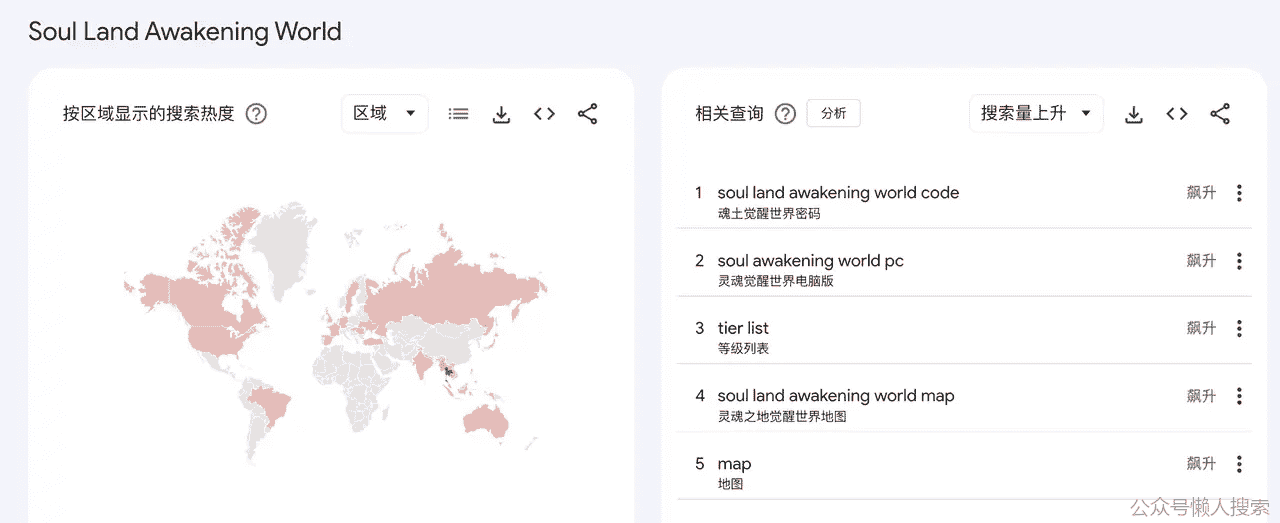 Soul Land Awakening World
按区域显示的搜索热度
区域
相关查询
分析
搜索量上升
1 soul land awakening world code 飙升
魂土觉醒世界密码
2 soul awakening world pc 飙升
灵魂觉醒世界电脑版
3 tier list 飙升
等级列表
4 soul land awakening world map 飙升
灵魂之地觉醒世界地图
5 map 飙升
地图
公众号懒人搜索